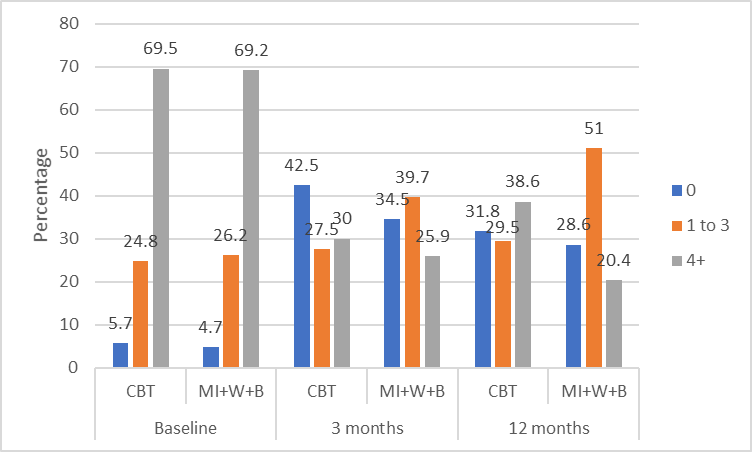 80
70
60
50
40
30
20
10
0
Percentage
5.7
24.8
69.5
4.7
26.2
69.2
42.5
27.5
30
34.5
39.7
25.9
31.8
29.5
38.6
28.6
51
20.4
CBT
MI+W+B
CBT
MI+W+B
CBT
MI+W+B
Baseline
3 months
12 months
0
1 to 3
4+